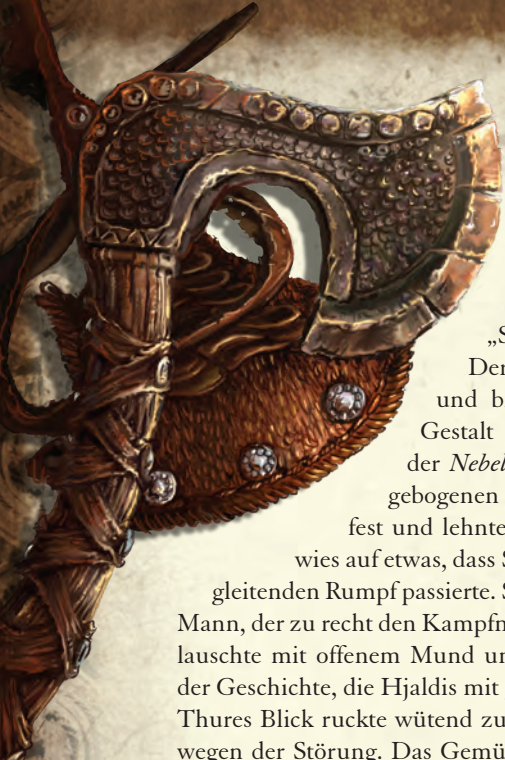 „S
Der
und b
Gestalt
der Nebel
gebogenen
fest und lehnte
wies auf etwas, dass S
gleitenden Rumpf passierte. S
Mann, der zu recht den Kampfn
lauschte mit offenem Mund un
der Geschichte, die Hjaldis mit
Thures Blick ruckte wütend zu
wegen der Störung. Das Gemü